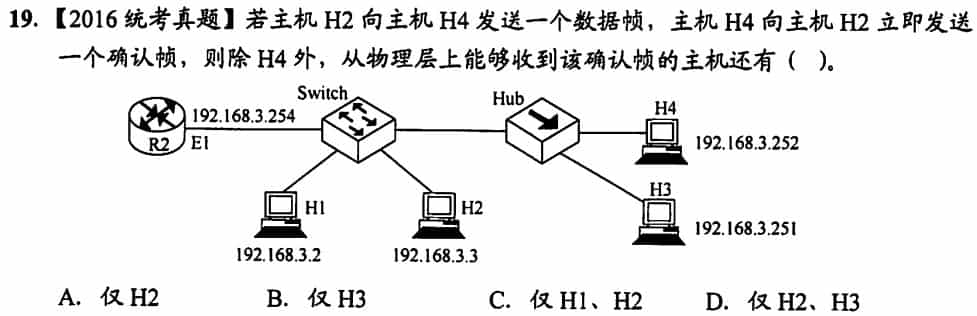 19. 【2016 统考真题】若主机 H2 向主机 H4 发送一个数据帧，主机 H4 向主机 H2 立即发送
一个确认帧，则除 H4 外，从物理层上能够收到该确认帧的主机还有（ ）。
Switch
Hub
H4
192.168.3.254
R2
E1
192.168.3.252
H3
H1
H2
192.168.3.251
192.168.3.2
192.168.3.3
A. 仅 H2 B. 仅 H3 C. 仅 H1、H2 D. 仅 H2、H3